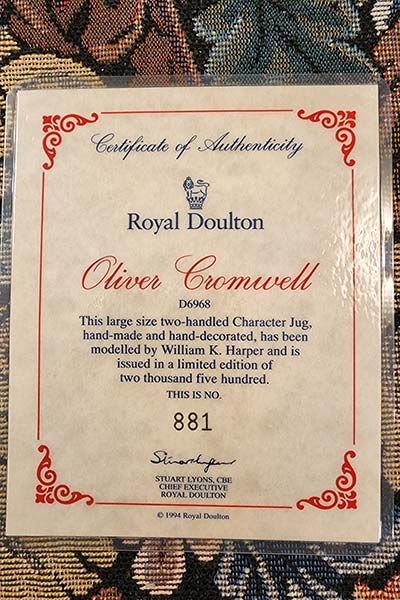 Certificate of Authenticity
Royal Doulton
Oliver Cromwell
D6968
This large size two-handled Character Jug,
hand-made and hand-decorated, has been
modelled by William K. Harper and is
issued in a limited edition of
two thousand five hundred.
THIS IS NO.
881
Stuart Lyons
STUART LYONS, CBE
CHIEF EXECUTIVE
ROYAL DOULTON
© 1994 Royal Doulton